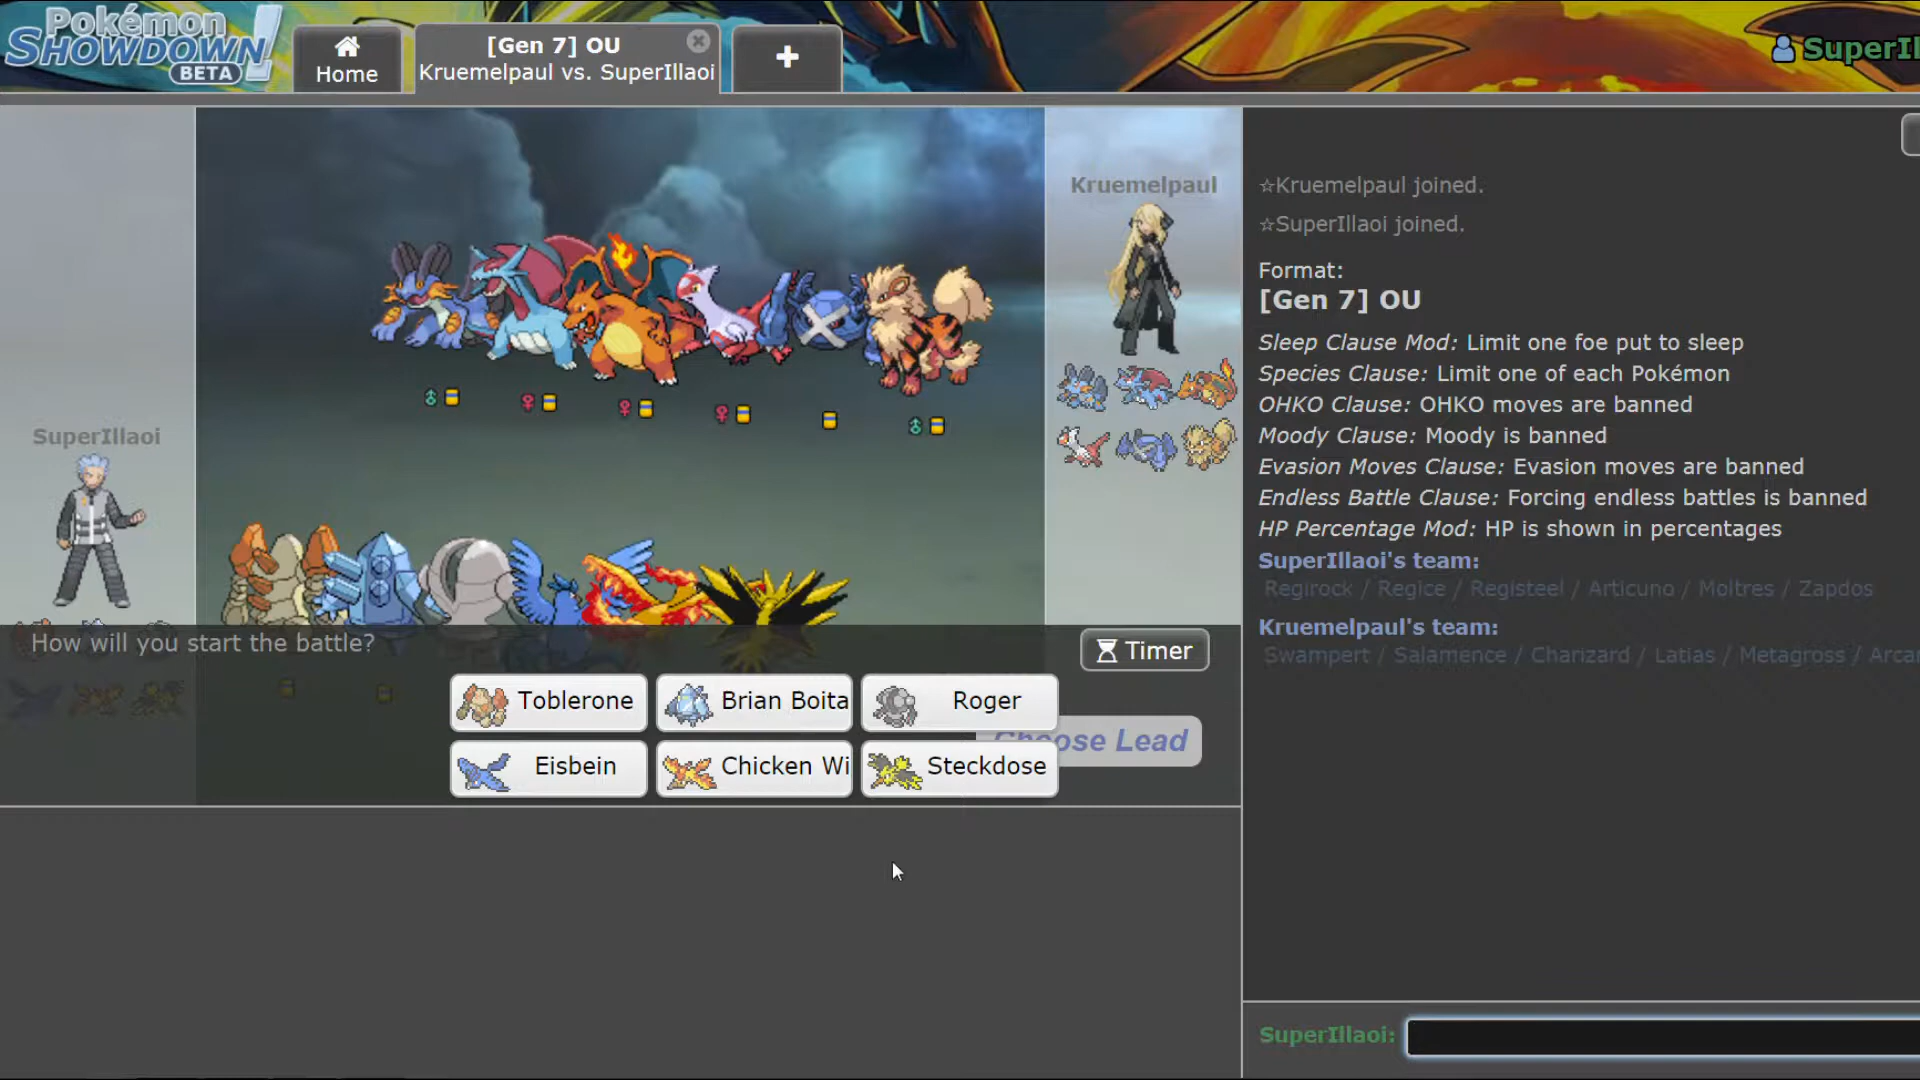 Pokémon
SHOWDOWN!
BETA
Home
[Gen 7] OU
Kruemelpaul vs. SuperIllaoi
SuperIl
Kruemelpaul
SuperIllaoi
☆Kruemelpaul joined.
☆SuperIllaoi joined.
Format:
[Gen 7] OU
Sleep Clause Mod: Limit one foe put to sleep
Species Clause: Limit one of each Pokémon
OHKO Clause: OHKO moves are banned
Moody Clause: Moody is banned
Evasion Moves Clause: Evasion moves are banned
Endless Battle Clause: Forcing endless battles is banned
HP Percentage Mod: HP is shown in percentages
SuperIllaoi's team:
Regirock / Regice / Registeel / Articuno / Moltres / Zapdos
Kruemelpaul's team:
Swampert / Salamence / Charizard / Latias / Metagross / Arcan
How will you start the battle?
Timer
Toblerone
Brian Boita
Roger
Choose Lead
Eisbein
Chicken Wi
Steckdose
SuperIllaoi: